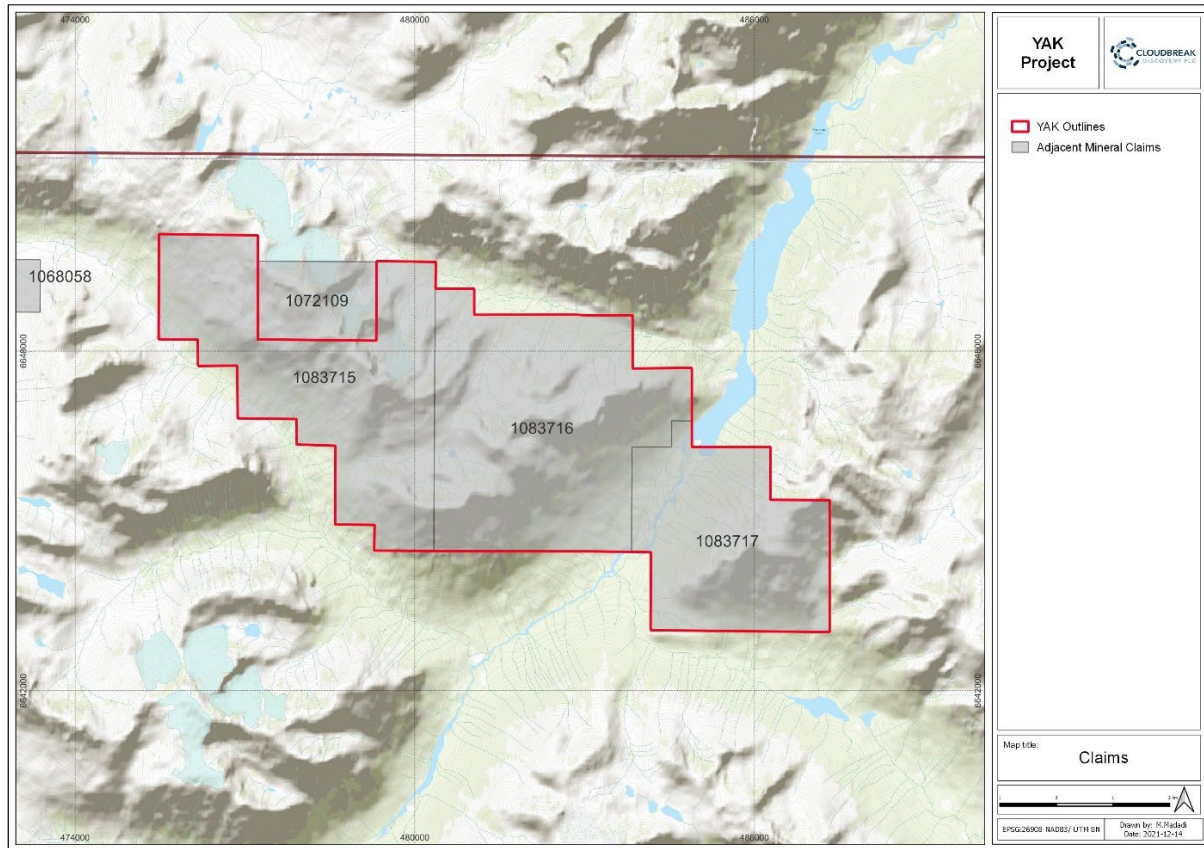 474000
480000
486000
1068058
1072109
6648000
6648000
1083715
1083716
1083717
6642000
6642000
474000
480000
486000
YAK
Project
CLOUDBREAK
DISCOVERY PLC
YAK Outlines
Adjacent Mineral Claims
Map title:
Claims
EPSG:26908 NAD83/ UTM 8N
Drawn by: M.Madadi
Date: 2021-12-14